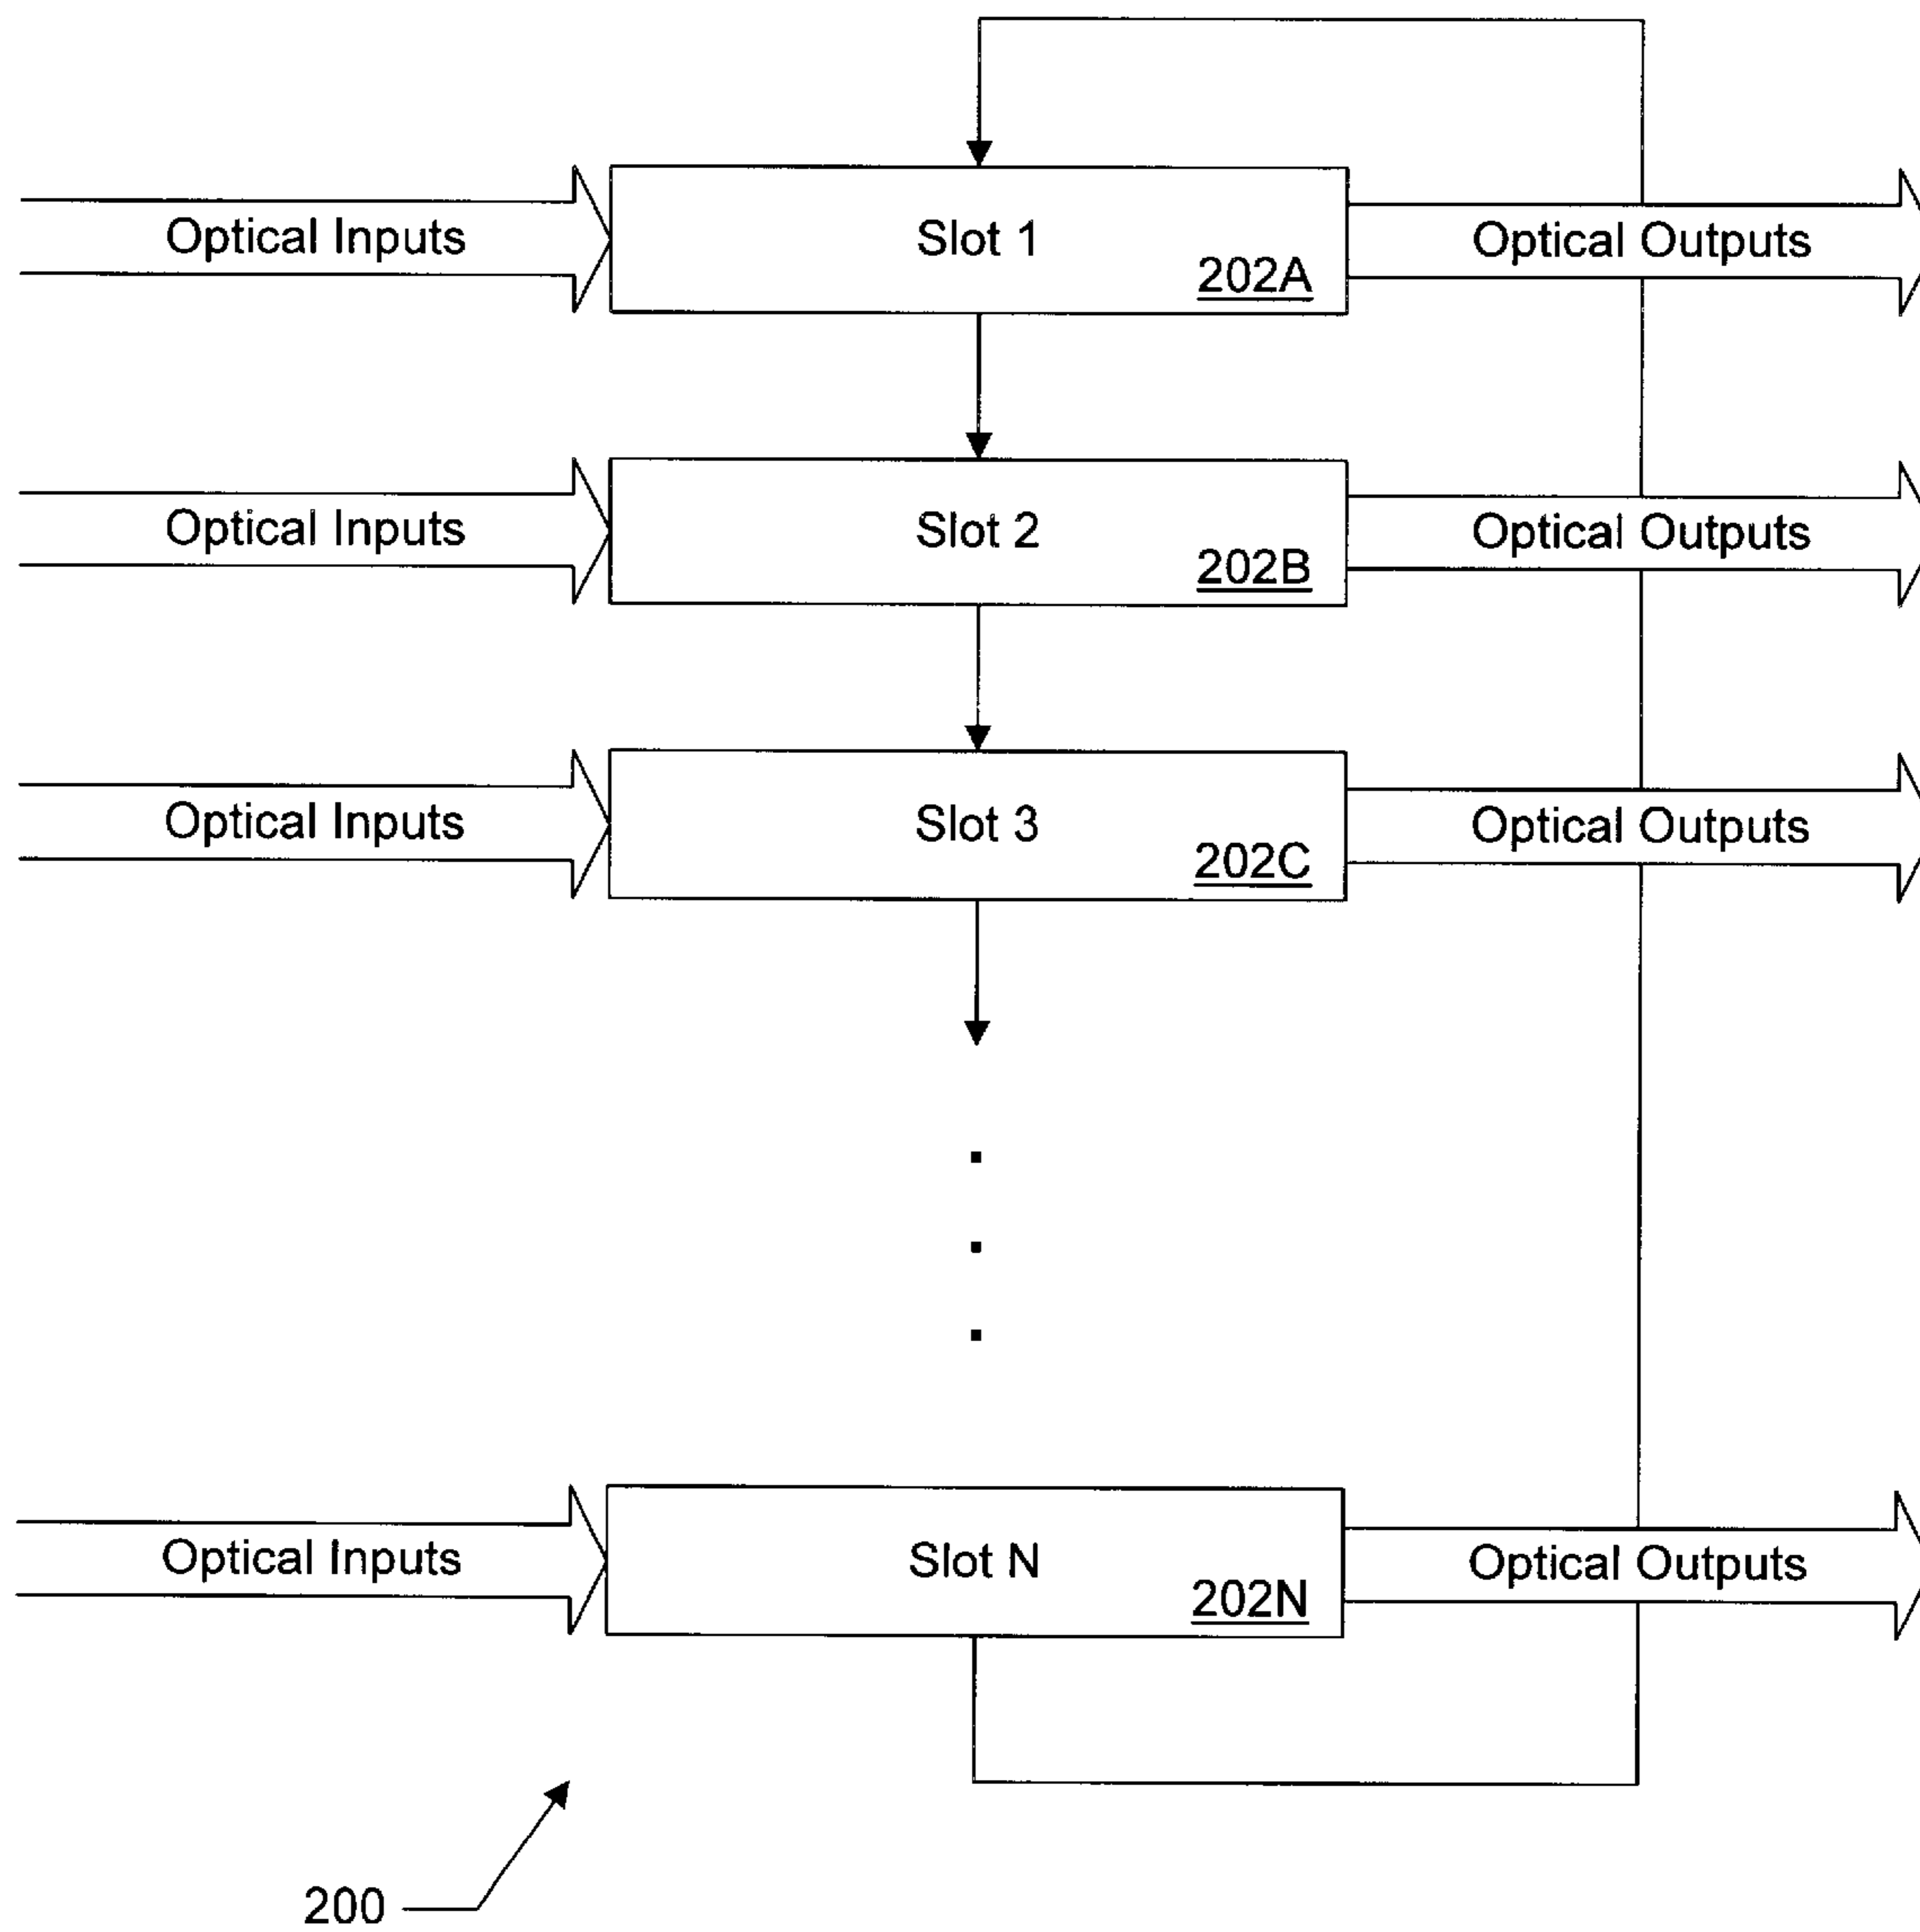 Optical Inputs
Slot 1
202A
Optical Outputs
Optical Inputs
Slot 2
202B
Optical Outputs
Optical Inputs
Slot 3
202C
Optical Outputs
Optical Inputs
Slot N
202N
Optical Outputs
200